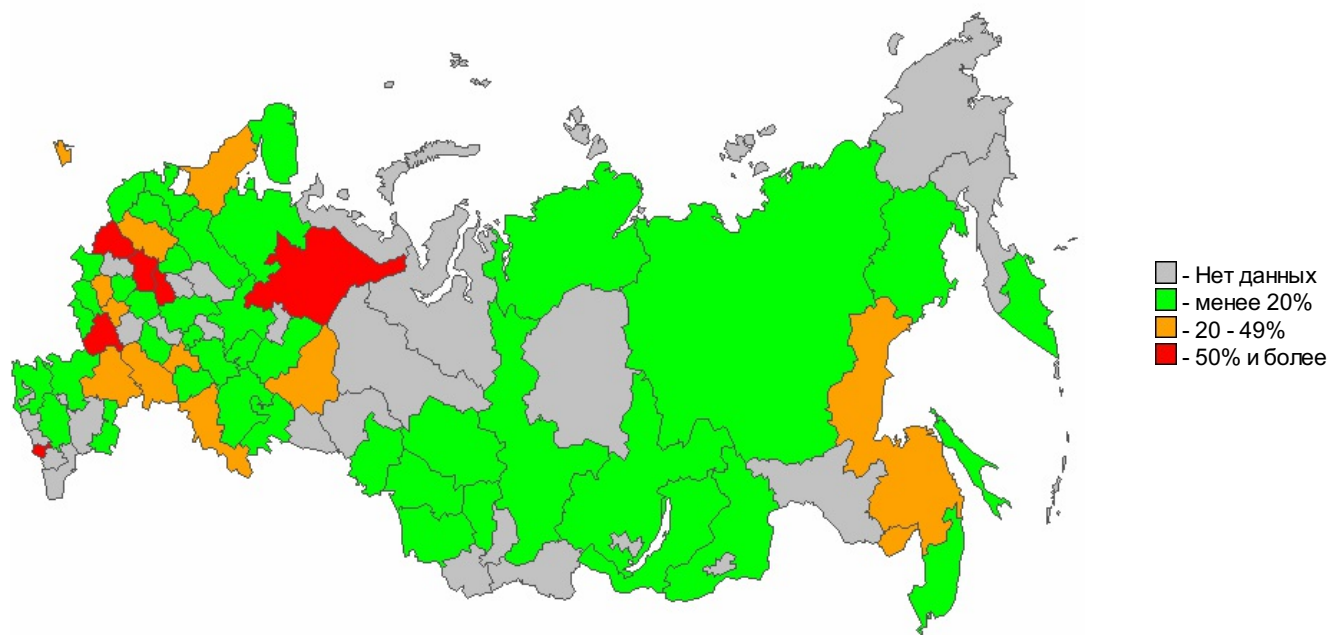 - Нет данных
- менее 20%
- 20 - 49%
- 50% и более